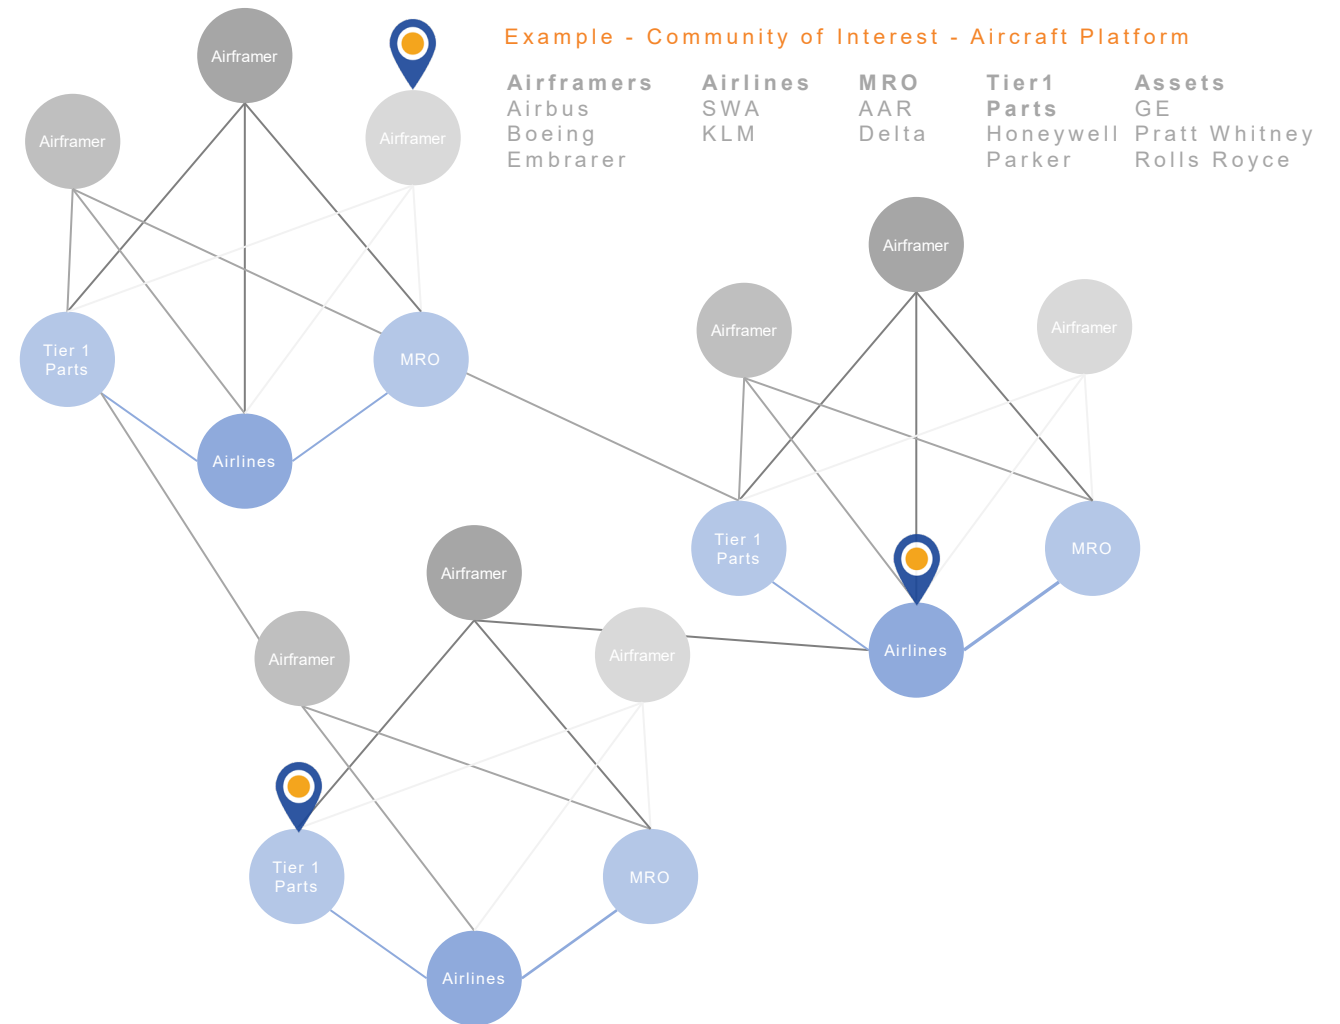 Example - Community of Interest - Aircraft Platform
Airframers
Airbus
Boeing
Embrarer
Airlines
SWA
KLM
MRO
AAR
Delta
Tier1
Parts
Honeywell
Parker
Assets
GE
Pratt Whitney
Rolls Royce
Airframer
Airframer
Airframer
Tier 1
Parts
MRO
Airlines
Airframer
Airframer
Airframer
Tier 1
Parts
MRO
Airlines
Airframer
Airframer
Airframer
Tier 1
Parts
MRO
Airlines